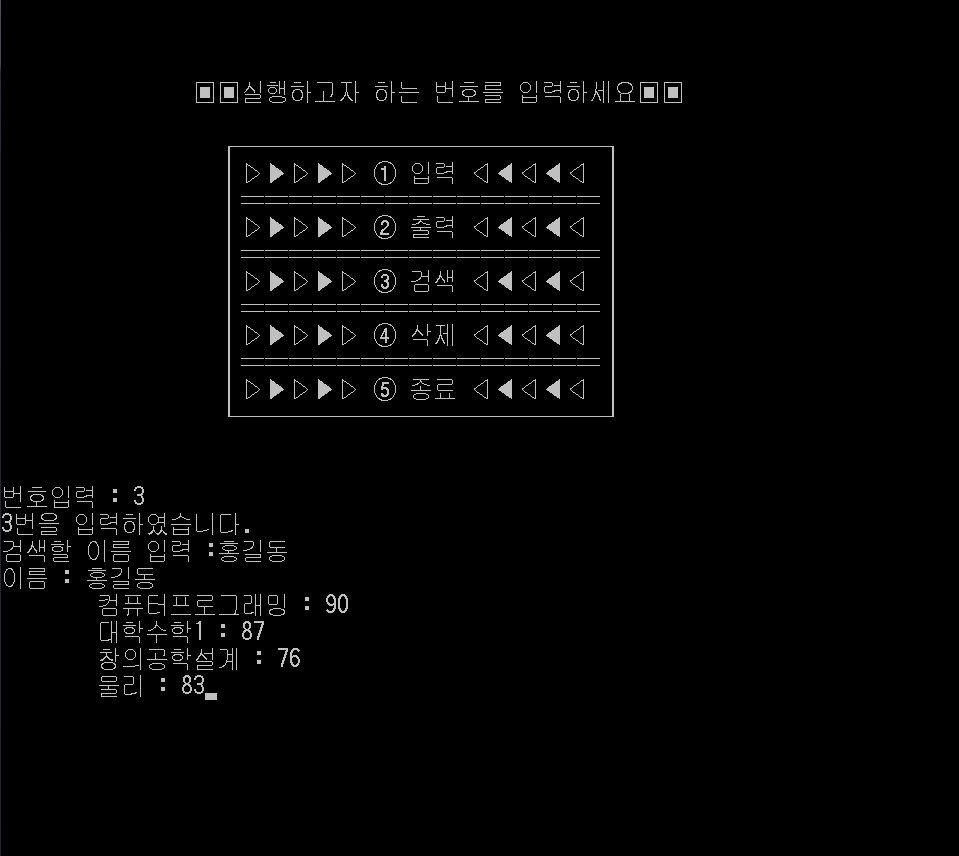 ▣▣실행하고자 하는 번호를 입력하세요▣▣
▷▶▷▶▷ ① 입력 ◁◀◁◀◁
▷▶▷▶▷ ② 출력 ◁◀◁◀◁
▷▶▷▶▷ ③ 검색 ◁◀◁◀◁
▷▶▷▶▷ ④ 삭제 ◁◀◁◀◁
▷▶▷▶▷ ⑤ 종료 ◁◀◁◀◁
번호입력 : 3
3번을 입력하였습니다.
검색할 이름 입력 :홍길동
이름 : 홍길동
컴퓨터프로그래밍 : 90
대학수학1 : 87
창의공학설계 : 76
물리 : 83